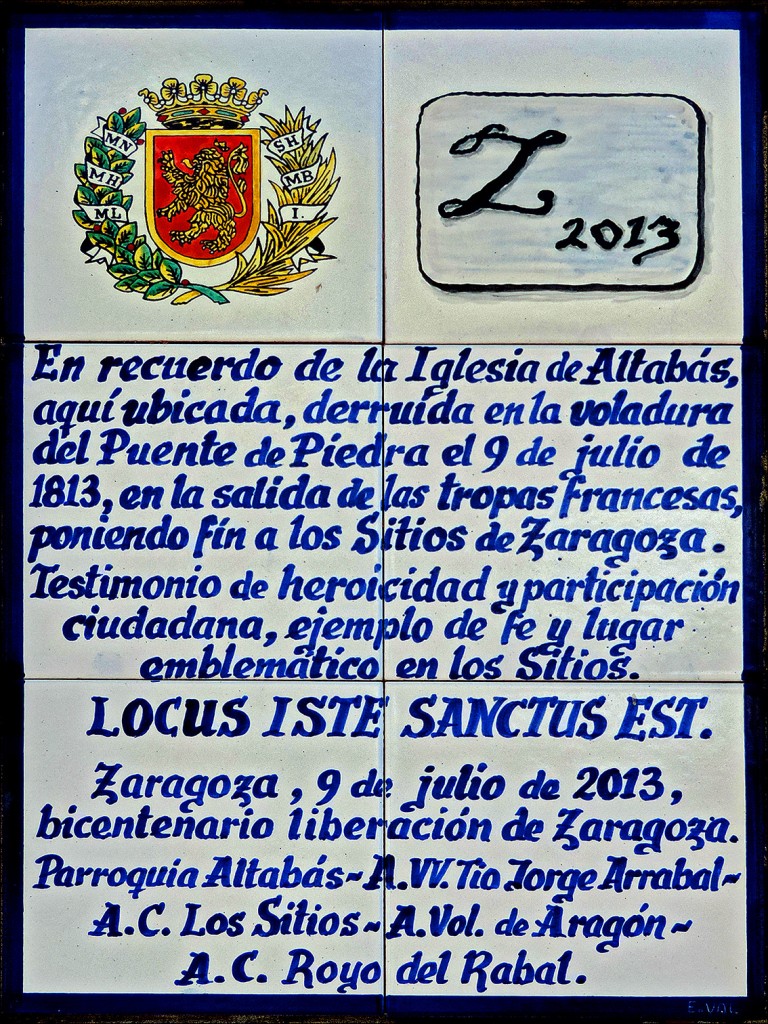 MN
MH
ML
SH
MB
I.
Z
2013
En recuerdo de la Iglesia de Altabás,
aquí ubicada, derruída en la voladura
del Puente de Piedra el 9 de julio de
1813, en la salida de las tropas francesas,
poniendo fín a los Sitios de Zaragoza.
Testimonio de heroicidad y participación
ciudadana, ejemplo de fe y lugar
emblemático en los Sitios.
LOCUS ISTE SANCTUS EST.
Zaragoza, 9 de julio de 2013,
bicentenario liberación de Zaragoza.
Parroquia Altabás~A.VV. Tío Jorge Arrabal~
A.C. Los Sitios~A.Vol. de Aragón~
A.C. Royo del Rabal.